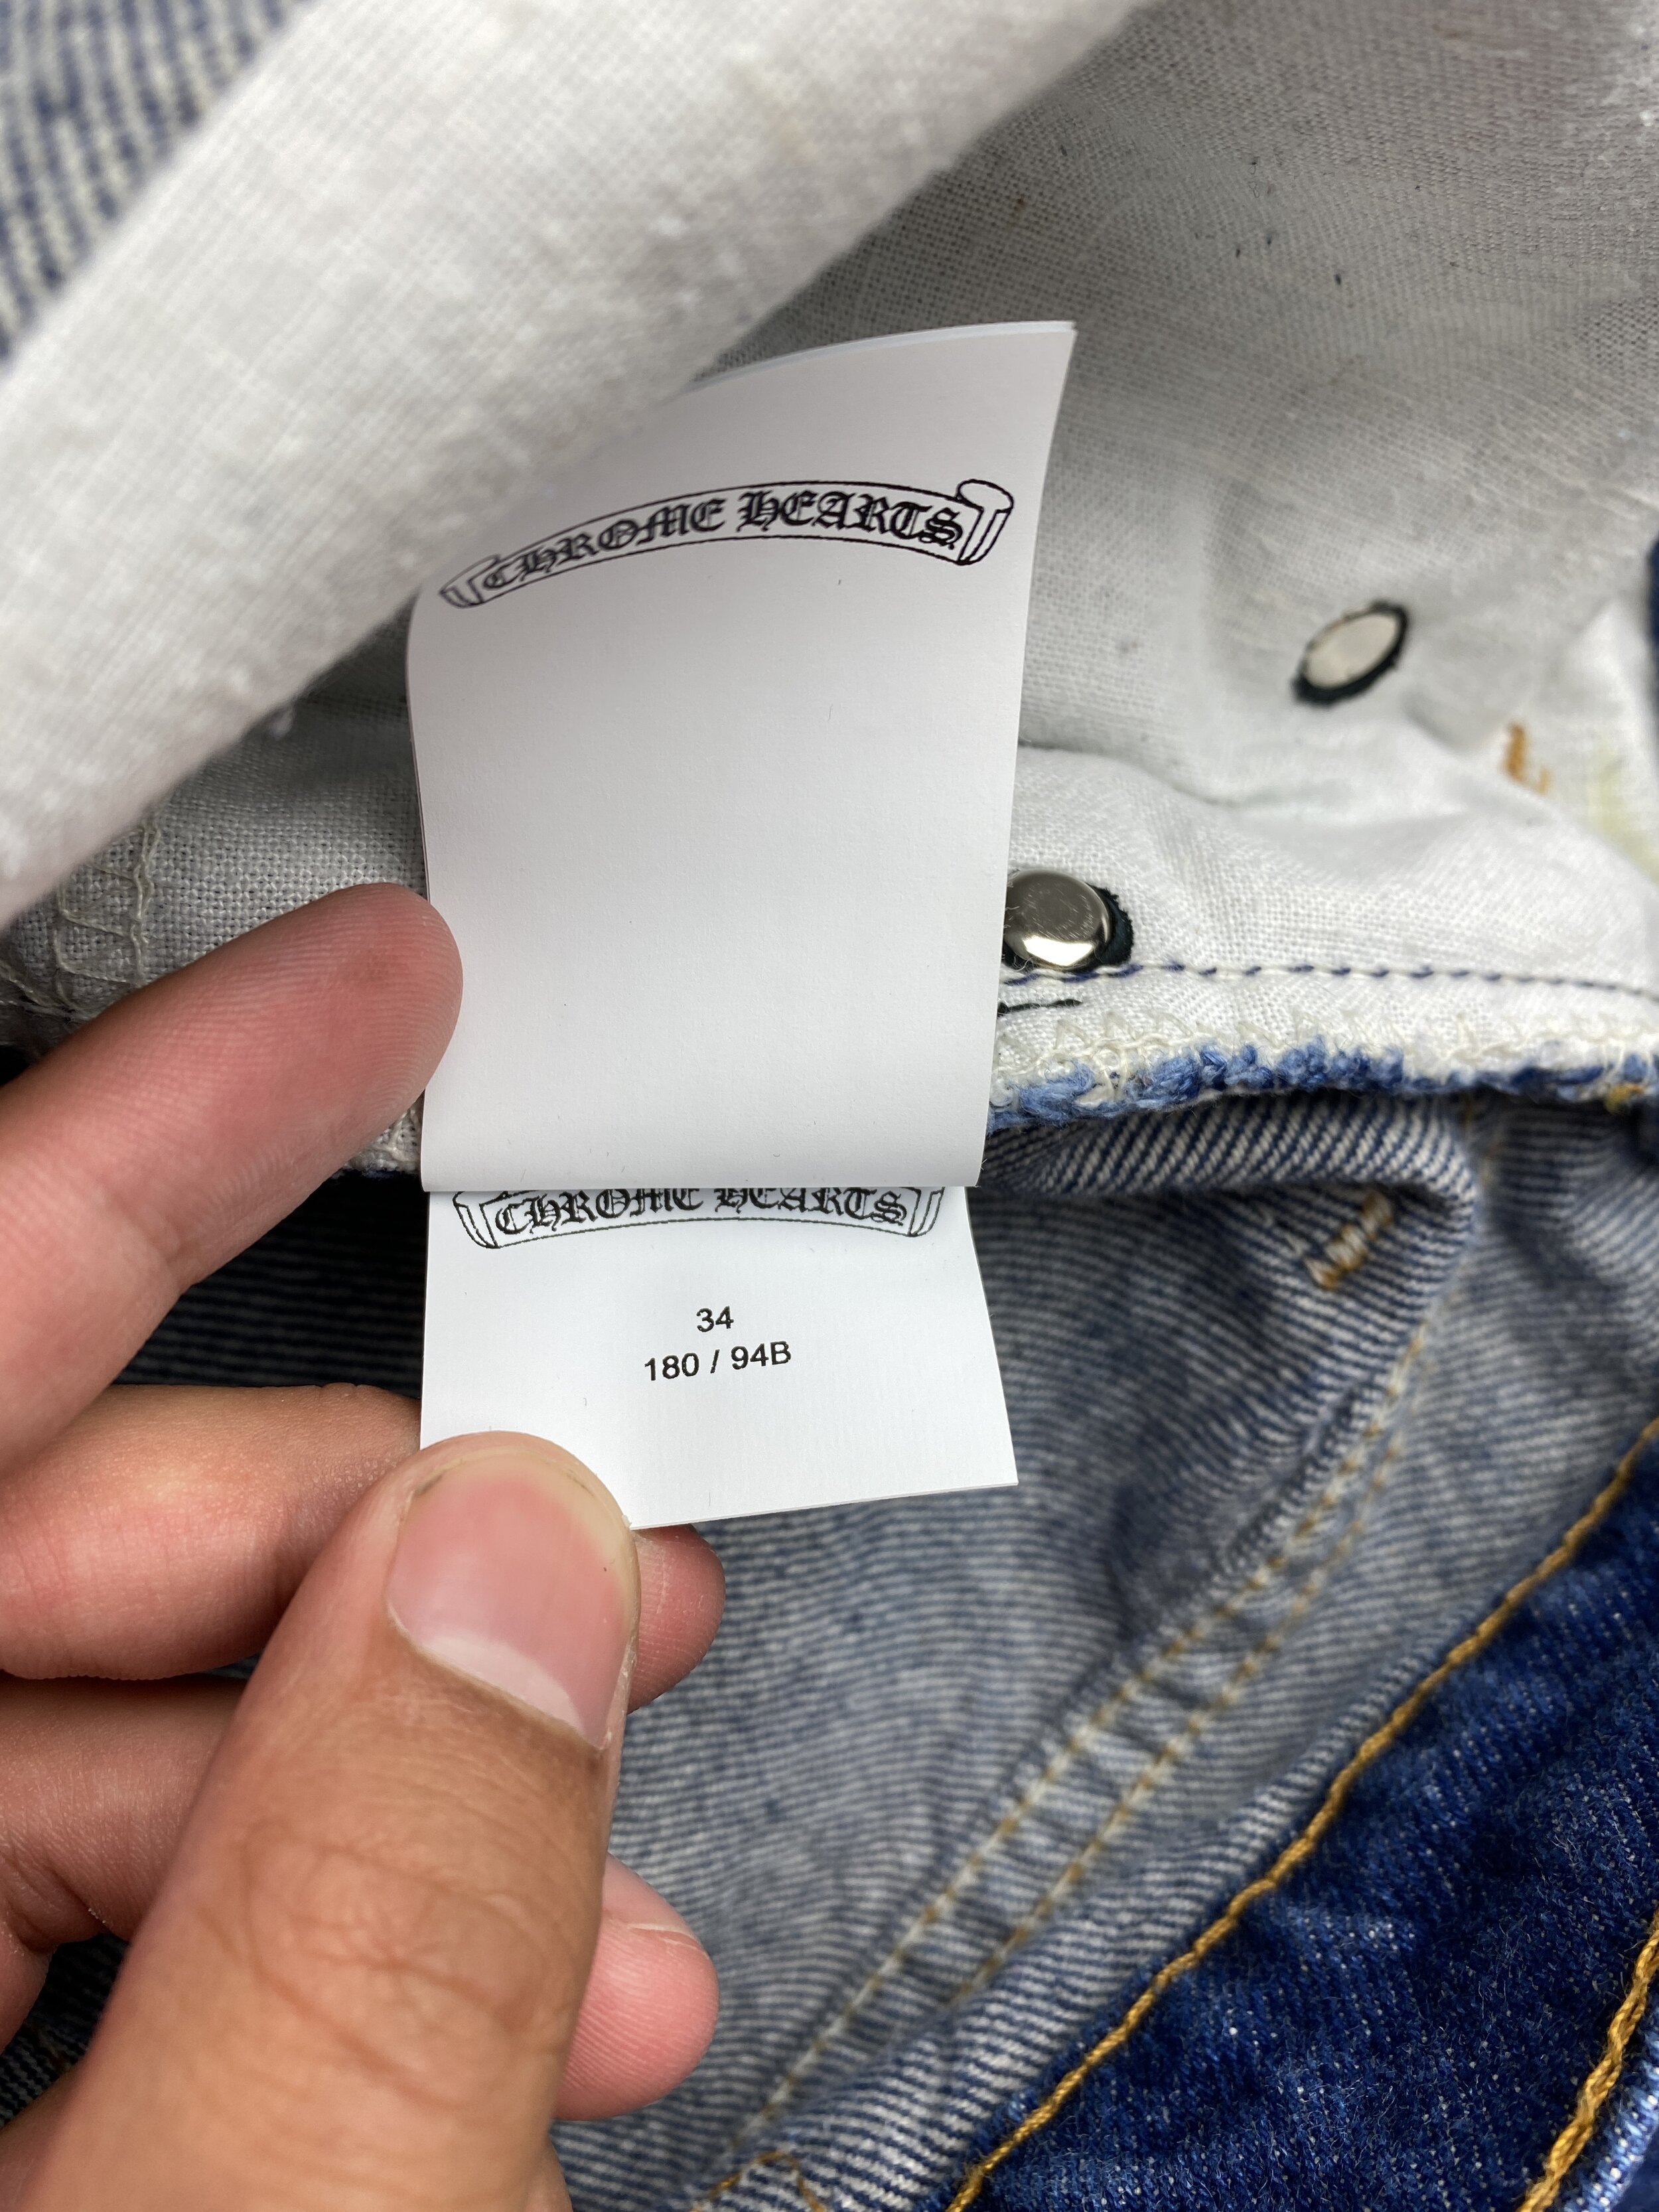 CHROME HEARTS
CHROME HEARTS
34
180 / 94B